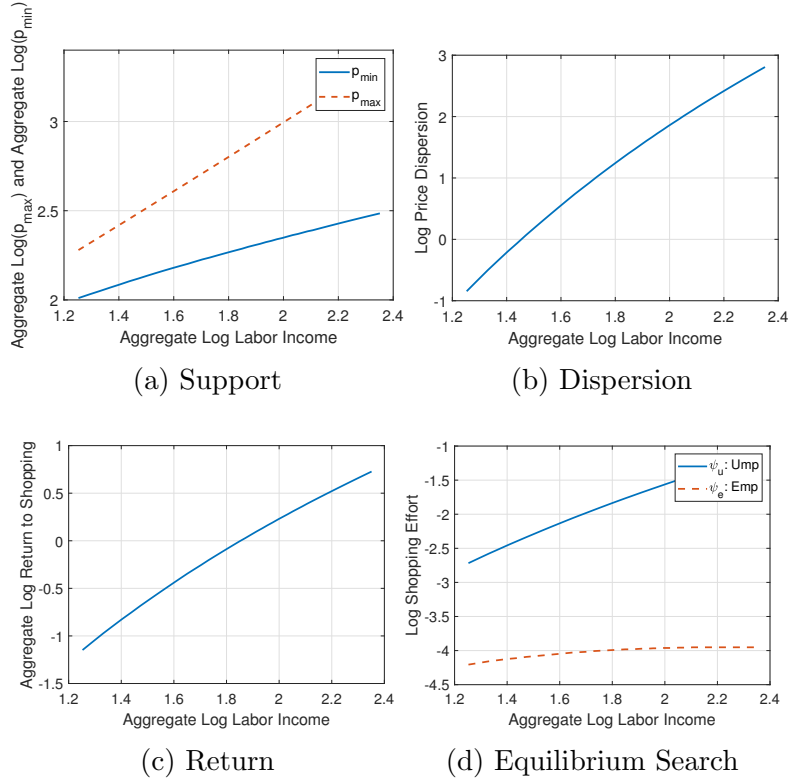 Aggregate Log(p_max) and Aggregate Log(p_min)
3
2.5
2
1.2 1.4 1.6 1.8 2 2.2 2.4
Aggregate Log Labor Income
p_min
p_max
(a) Support
Log Price Dispersion
3
2
1
0
-1
1.2 1.4 1.6 1.8 2 2.2 2.4
Aggregate Log Labor Income
(b) Dispersion
Aggregate Log Return to Shopping
1
0.5
0
-0.5
-1
-1.5
1.2 1.4 1.6 1.8 2 2.2 2.4
Aggregate Log Labor Income
(c) Return
Log Shopping Effort
-1
-1.5
-2
-2.5
-3
-3.5
-4
-4.5
1.2 1.4 1.6 1.8 2 2.2 2.4
Aggregate Log Labor Income
ψ_u: Ump
ψ_e: Emp
(d) Equilibrium Search